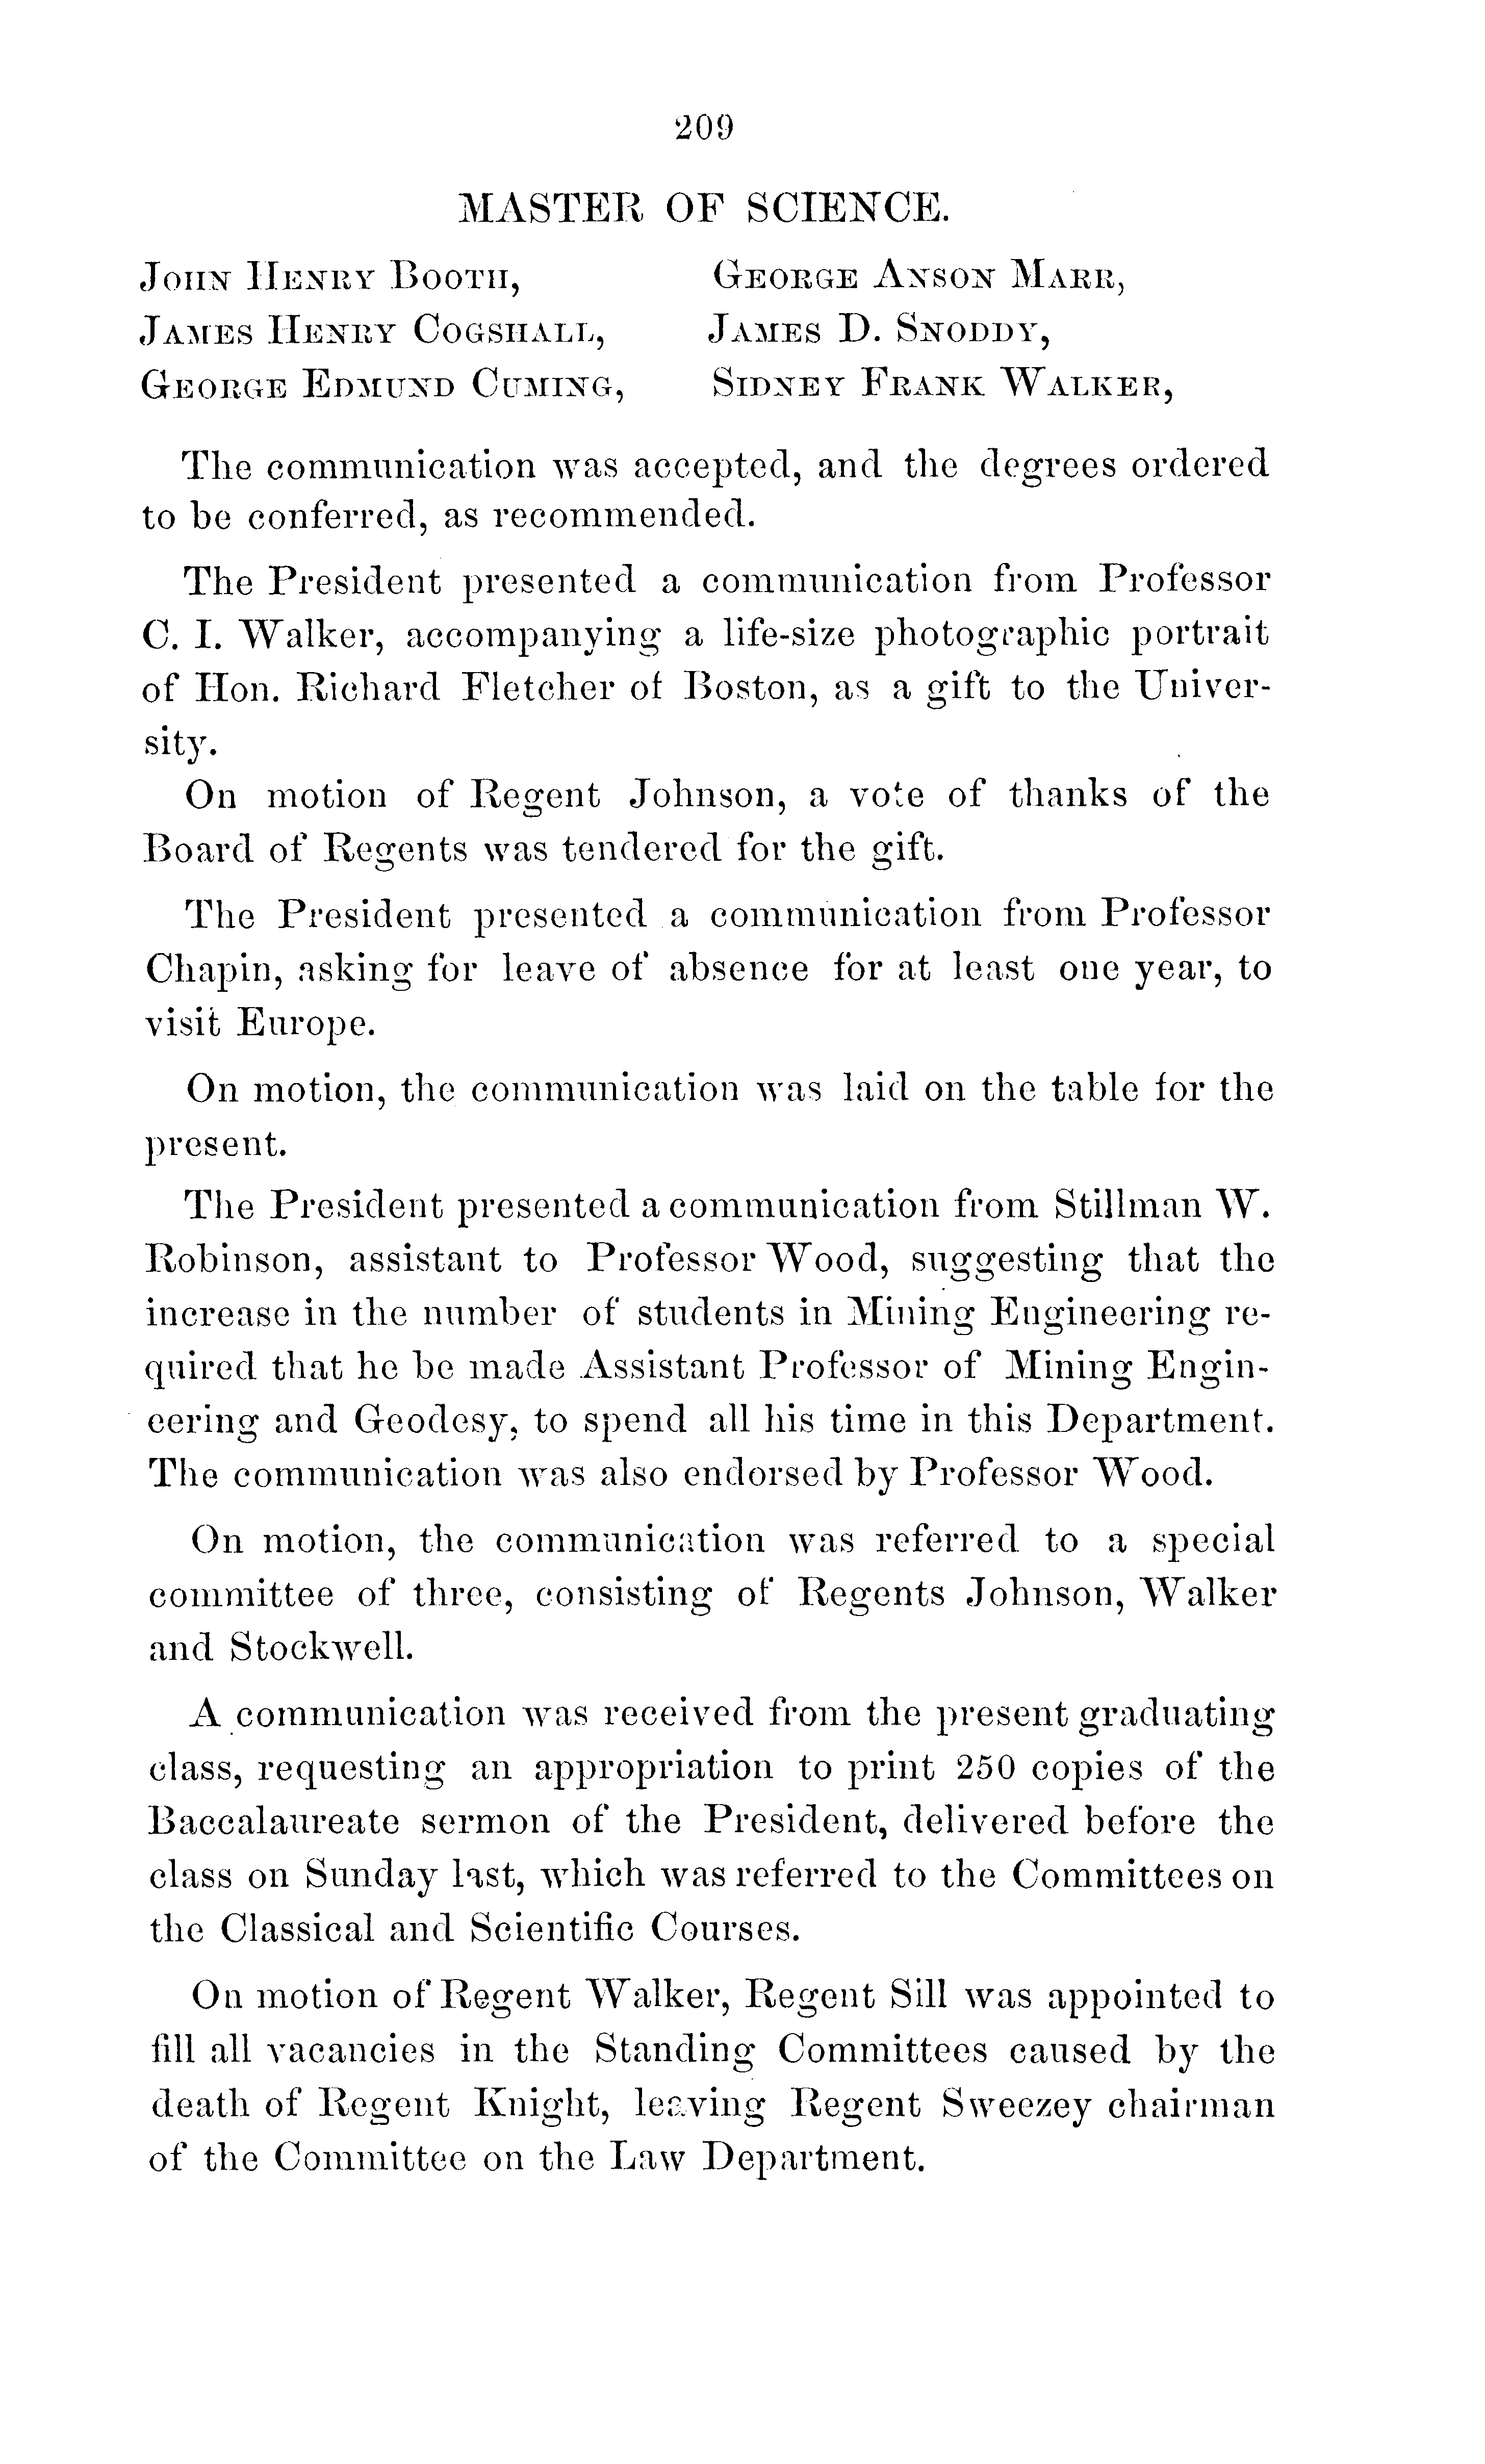 209
MASTER OF SCIENCE.
JOHN HENRY BOOTH, GEORGE ANSON MARR,
JAMES HENRY COGSHALL, JAMES D. SNODDY,
GEORGE EDMUND CUMING, SIDNEY FRANK WALKER,
The communication was accepted, and the degrees ordered
to be conferred, as recommended.
The President presented a communication from Professor
C. I. Walker, accompanying a life-size photographic portrait
of Hon. Richard Fletcher of Boston, as a gift to the Univer-
sity.
On motion of Regent Johnson, a vote of thanks of the
Board of Regents was tendered for the gift.
The President presented a communication from Professor
Chapin, asking for leave of absence for at least one year, to
visit Europe.
On motion, the communication was laid on the table for the
present.
The President presented a communication from Stillman W.
Robinson, assistant to Professor Wood, suggesting that the
increase in the number of students in Mining Engineering re-
quired that he be made Assistant Professor of Mining Engin-
eering and Geodesy, to spend all his time in this Department.
The communication was also endorsed by Professor Wood.
On motion, the communication was referred to a special
committee of three, consisting of Regents Johnson, Walker
and Stockwell.
A communication was received from the present graduating
class, requesting an appropriation to print 250 copies of the
Baccalaureate sermon of the President, delivered before the
class on Sunday last, which was referred to the Committees on
the Classical and Scientific Courses.
On motion of Regent Walker, Regent Sill was appointed to
fill all vacancies in the Standing Committees caused by the
death of Regent Knight, leaving Regent Sweezey chairman
of the Committee on the Law Department.